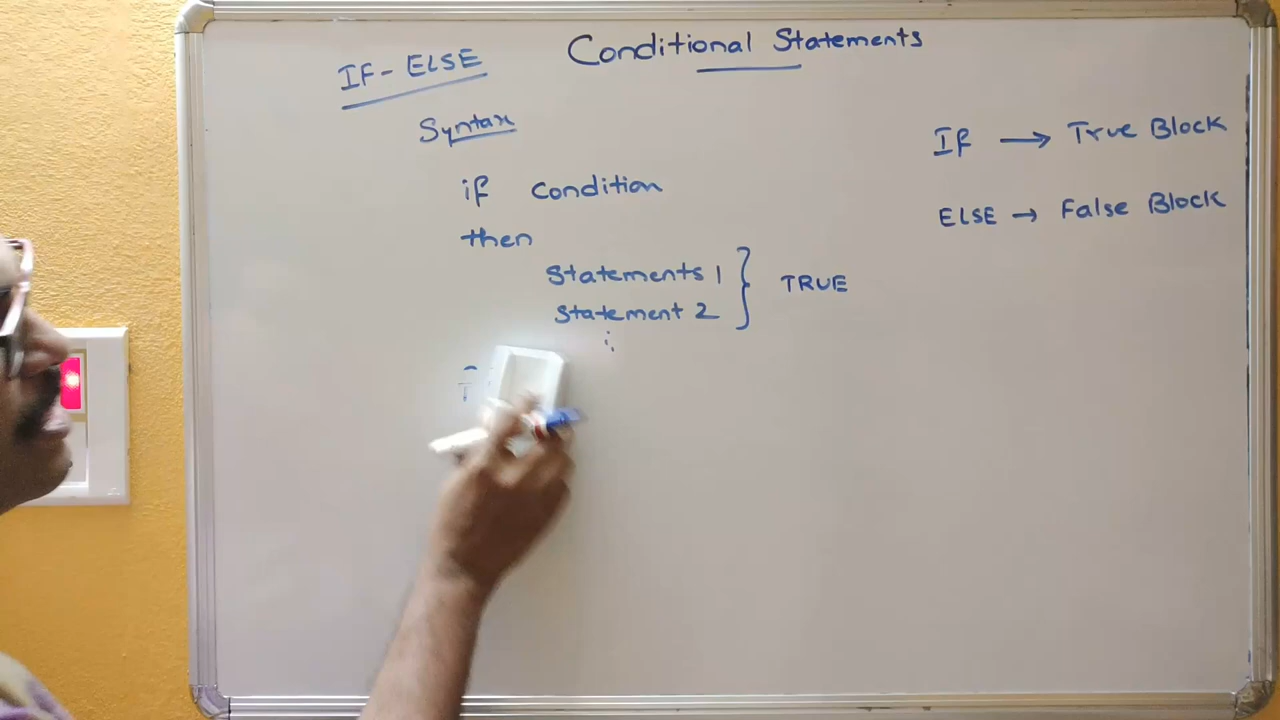 Conditional Statements
IF - ELSE
Syntax
if condition
then
Statements 1
Statement 2
TRUE
If → True Block
ELSE → False Block